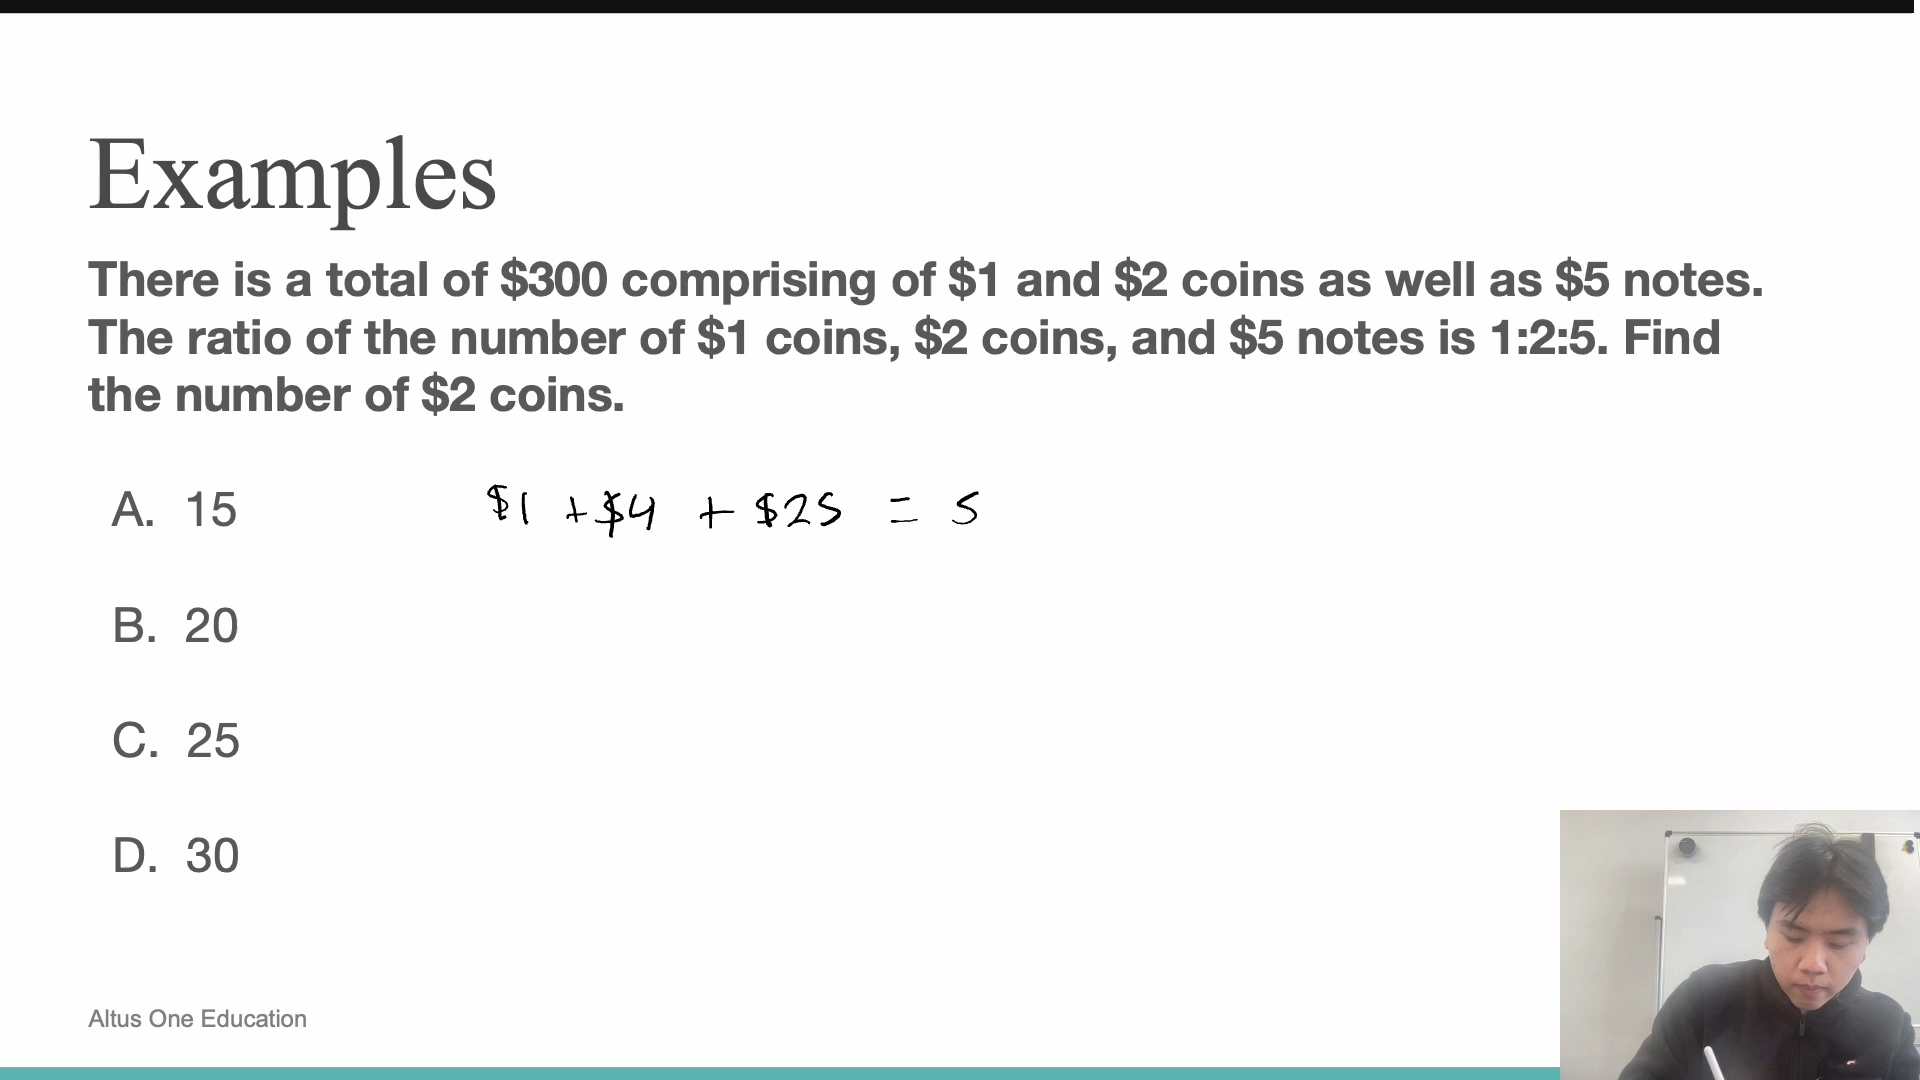 Examples
There is a total of $300 comprising of $1 and $2 coins as well as $5 notes.
The ratio of the number of $1 coins, $2 coins, and $5 notes is 1:2:5. Find
the number of $2 coins.
A. 15
$1 + $4 + $25 = 5
B. 20
C. 25
D. 30
Altus One Education